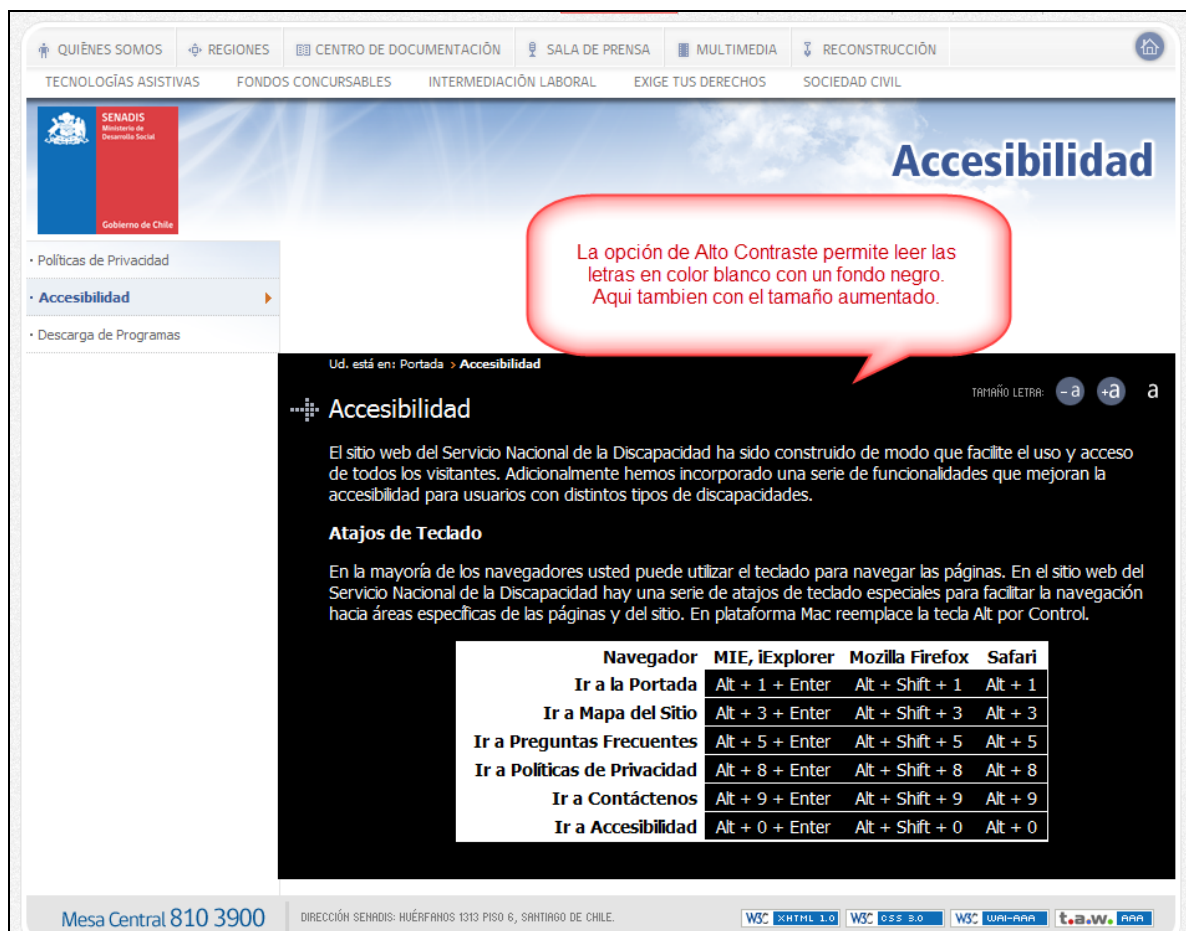 QUIÉNES SOMOS REGIONES CENTRO DE DOCUMENTACIÓN SALA DE PRENSA MULTIMEDIA RECONSTRUCCIÓN
TECNOLOGÍAS ASISTIVAS FONDOS CONCURSABLES INTERMEDIACIÓN LABORAL EXIGE TUS DERECHOS SOCIEDAD CIVIL
SENADIS
Ministerio de
Desarrollo Social
Gobierno de Chile
Accesibilidad
· Políticas de Privacidad
· Accesibilidad
· Descarga de Programas
La opción de Alto Contraste permite leer las
letras en color blanco con un fondo negro.
Aqui tambien con el tamaño aumentado.
Ud. está en: Portada › Accesibilidad
TAMAÑO LETRA: -a +a a
Accesibilidad
El sitio web del Servicio Nacional de la Discapacidad ha sido construido de modo que facilite el uso y acceso
de todos los visitantes. Adicionalmente hemos incorporado una serie de funcionalidades que mejoran la
accesibilidad para usuarios con distintos tipos de discapacidades.
Atajos de Teclado
En la mayoría de los navegadores usted puede utilizar el teclado para navegar las páginas. En el sitio web del
Servicio Nacional de la Discapacidad hay una serie de atajos de teclado especiales para facilitar la navegación
hacia áreas específicas de las páginas y del sitio. En plataforma Mac reemplace la tecla Alt por Control.
Navegador MIE, iExplorer Mozilla Firefox Safari
Ir a la Portada Alt + 1 + Enter Alt + Shift + 1 Alt + 1
Ir a Mapa del Sitio Alt + 3 + Enter Alt + Shift + 3 Alt + 3
Ir a Preguntas Frecuentes Alt + 5 + Enter Alt + Shift + 5 Alt + 5
Ir a Políticas de Privacidad Alt + 8 + Enter Alt + Shift + 8 Alt + 8
Ir a Contáctenos Alt + 9 + Enter Alt + Shift + 9 Alt + 9
Ir a Accesibilidad Alt + 0 + Enter Alt + Shift + 0 Alt + 0
Mesa Central 810 3900 DIRECCIÓN SENADIS: HUÉRFANOS 1313 PISO 6, SANTIAGO DE CHILE. W3C XHTML 1.0 W3C CSS 3.0 W3C WAI-AAA t.a.w. AAA